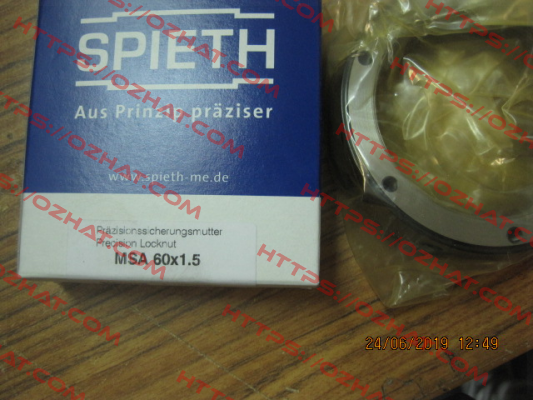 SPIETH
Aus Prinzip präziser
www.spieth-me.de
Präzisionssicherungsmutter
Precision Locknut
MSA 60x1.5
24/06/2019 12:49
HTTPS://OZHAT.COM